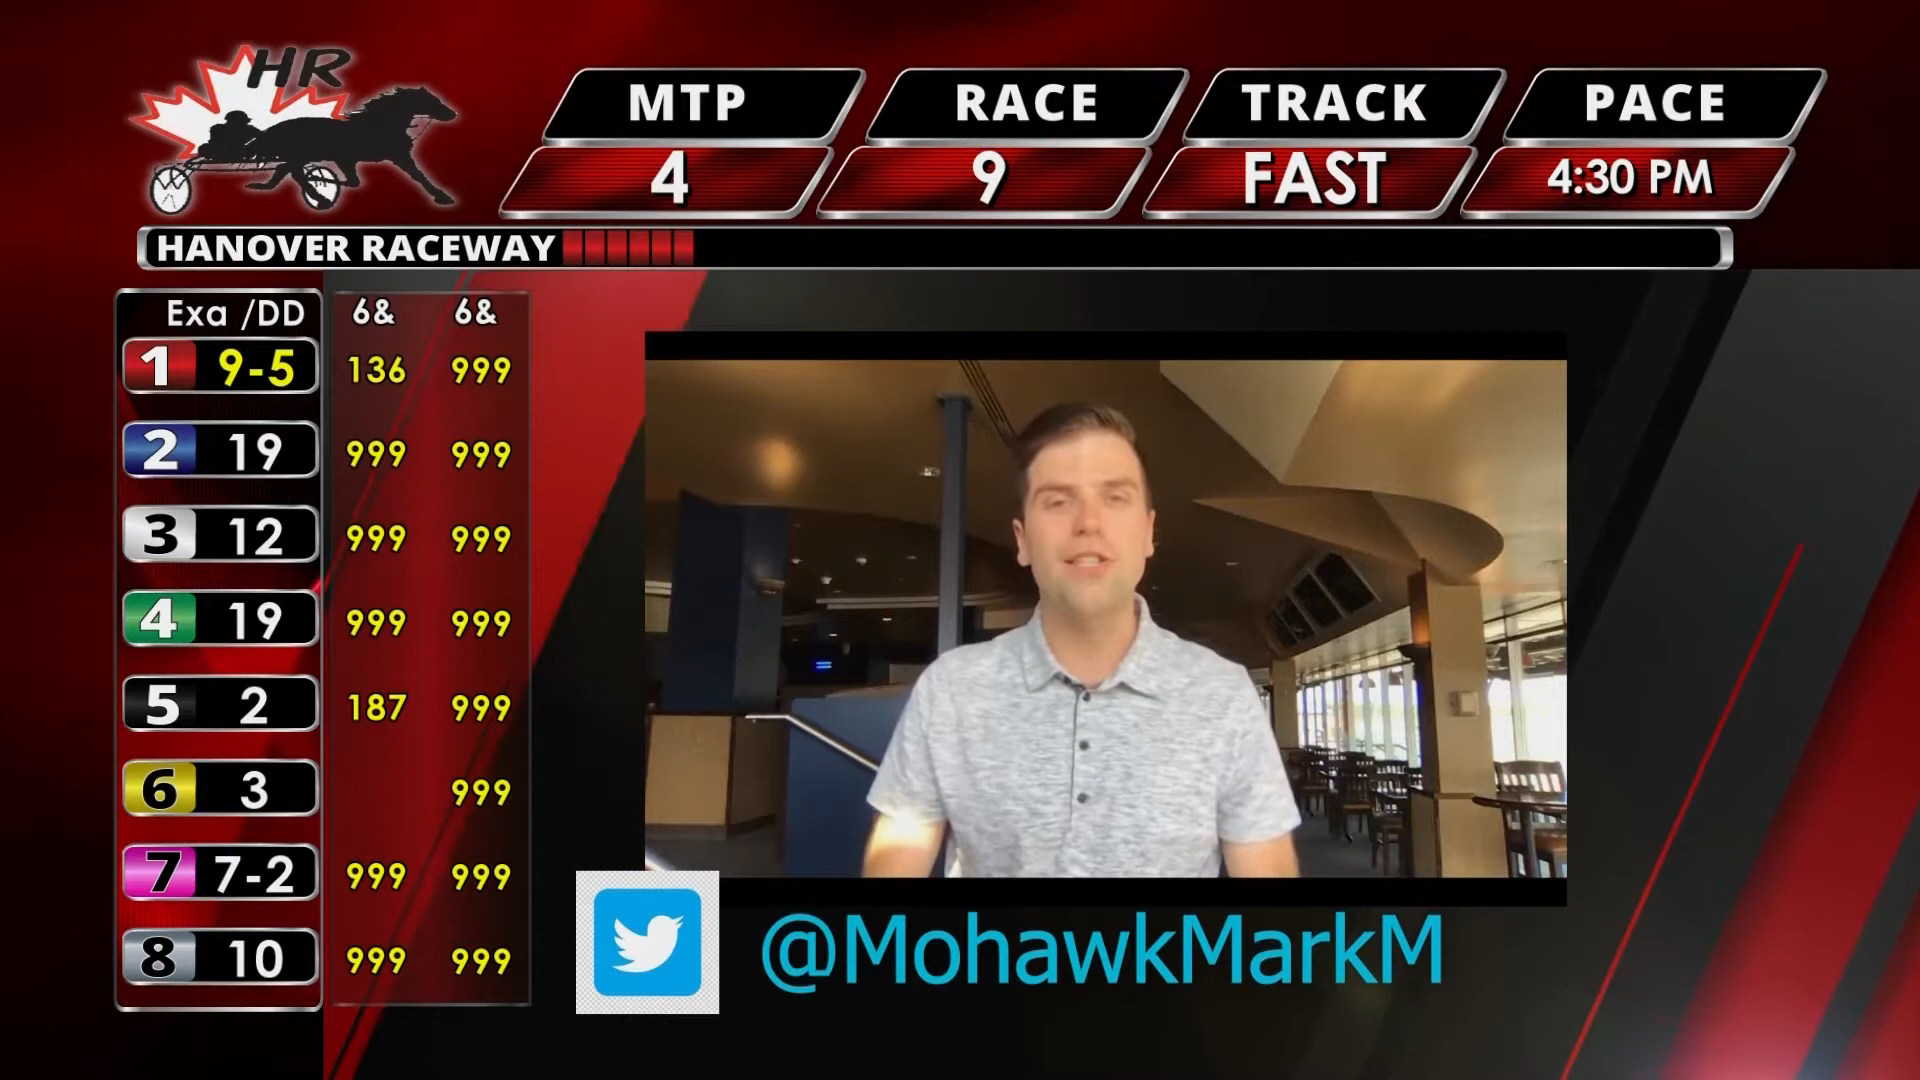 HR
MTP RACE TRACK PACE
4 9 FAST 4:30 PM
HANOVER RACEWAY
Exa /DD 6& 6&
1 9-5 136 999
2 19 999 999
3 12 999 999
4 19 999 999
5 2 187 999
6 3 999
7 7-2 999 999
8 10 999 999
@MohawkMarkM